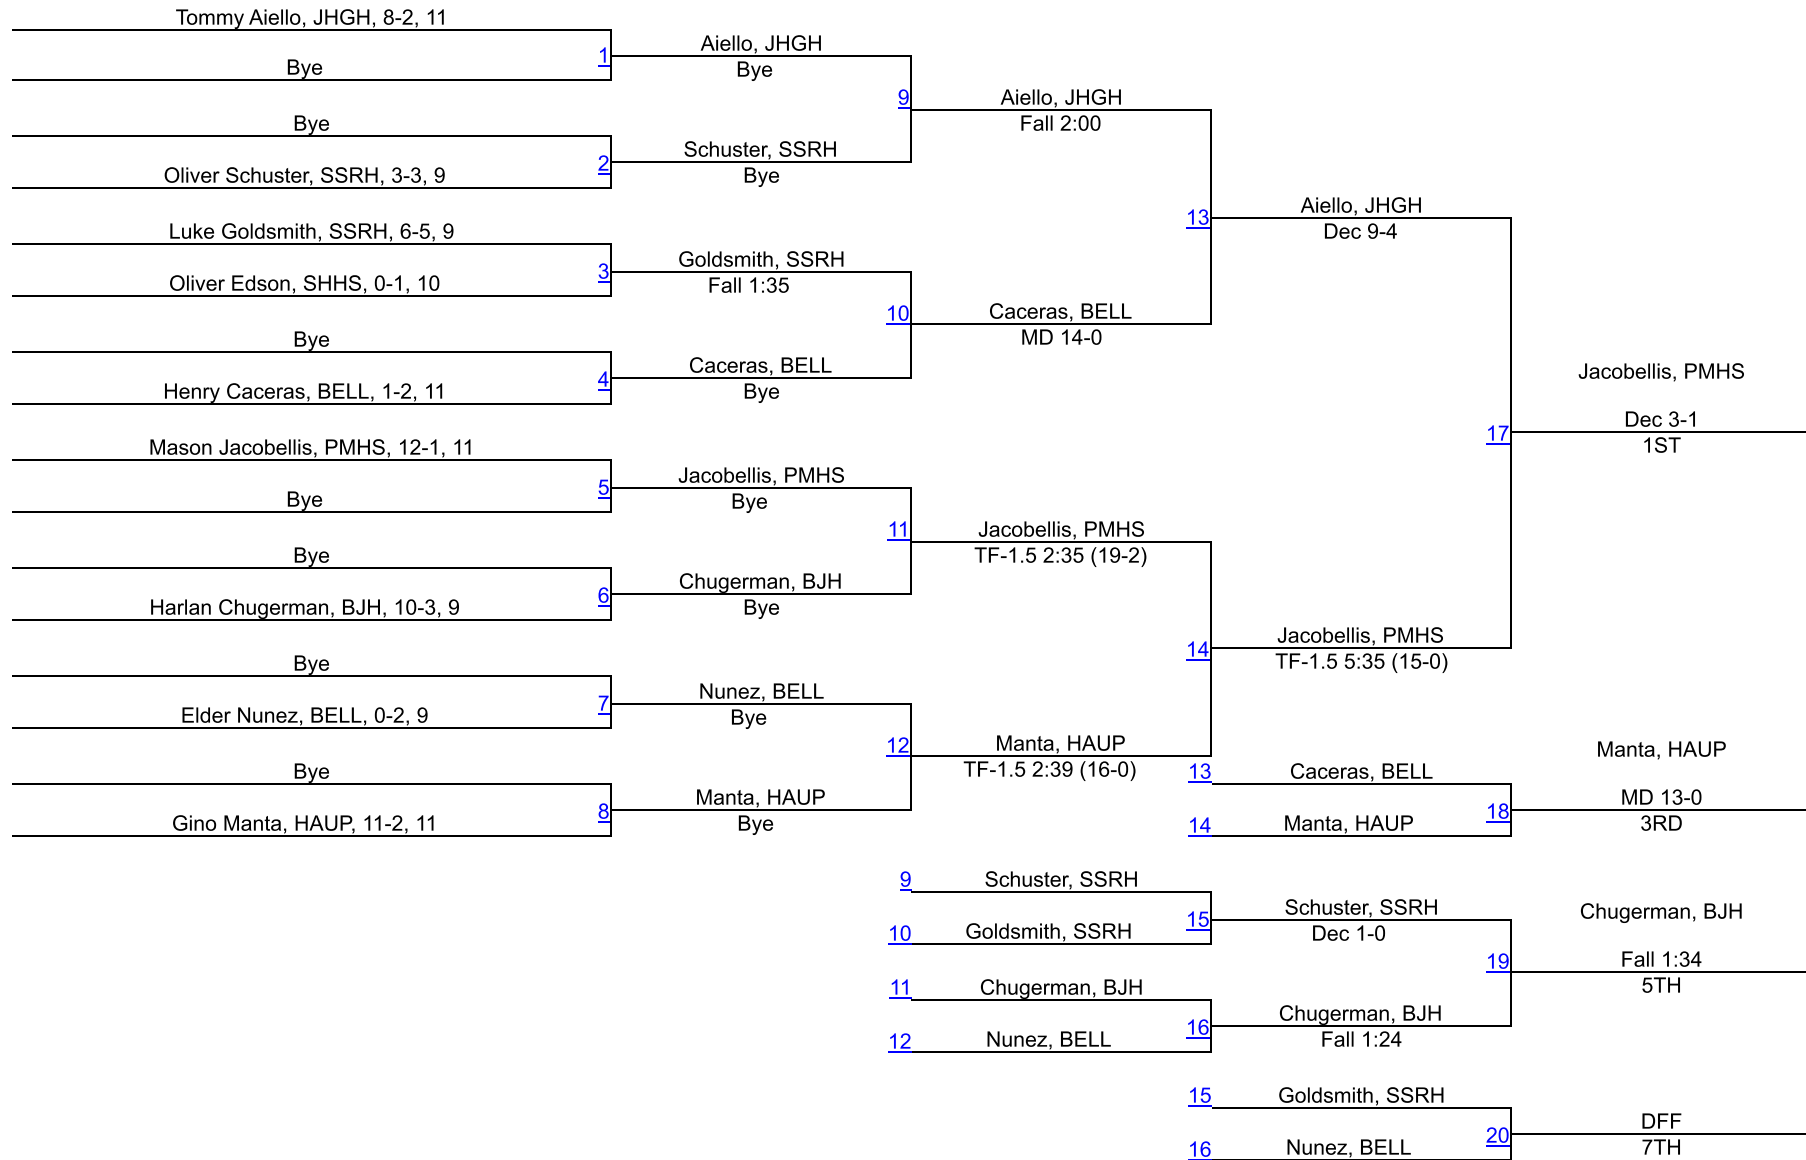 Tommy Aiello, JHGH, 8-2, 11
Bye
1
Aiello, JHGH
Bye
Bye
Oliver Schuster, SSRH, 3-3, 9
2
Schuster, SSRH
Bye
9
Aiello, JHGH
Fall 2:00
Luke Goldsmith, SSRH, 6-5, 9
Oliver Edson, SHHS, 0-1, 10
3
Goldsmith, SSRH
Fall 1:35
Bye
Henry Caceras, BELL, 1-2, 11
4
Caceras, BELL
Bye
10
Caceras, BELL
MD 14-0
13
Aiello, JHGH
Dec 9-4
Mason Jacobellis, PMHS, 12-1, 11
Bye
5
Jacobellis, PMHS
Bye
Bye
Harlan Chugerman, BJH, 10-3, 9
6
Chugerman, BJH
Bye
11
Jacobellis, PMHS
TF-1.5 2:35 (19-2)
Bye
Elder Nunez, BELL, 0-2, 9
7
Nunez, BELL
Bye
Bye
Gino Manta, HAUP, 11-2, 11
8
Manta, HAUP
Bye
12
Manta, HAUP
TF-1.5 2:39 (16-0)
14
Jacobellis, PMHS
TF-1.5 5:35 (15-0)
17
Jacobellis, PMHS
Dec 3-1
1ST
13
Caceras, BELL
14
Manta, HAUP
18
Manta, HAUP
MD 13-0
3RD
9
Schuster, SSRH
10
Goldsmith, SSRH
15
Schuster, SSRH
Dec 1-0
11
Chugerman, BJH
12
Nunez, BELL
16
Chugerman, BJH
Fall 1:24
19
Chugerman, BJH
Fall 1:34
5TH
15
Goldsmith, SSRH
16
Nunez, BELL
20
DFF
7TH